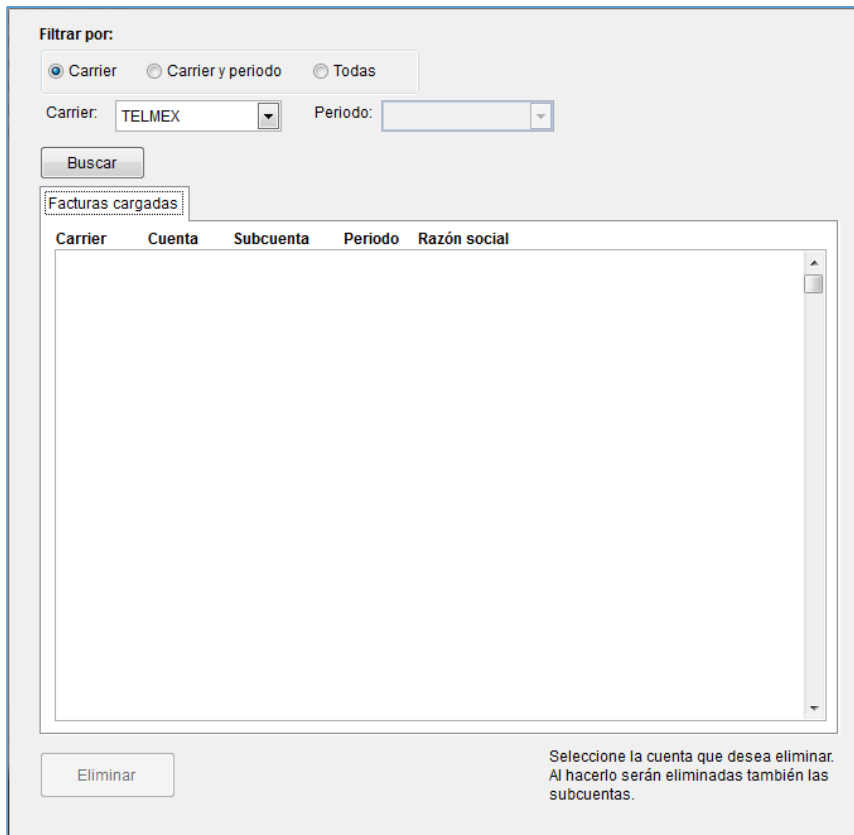 Filtrar por:
Carrier Carrier y periodo Todas
Carrier: TELMEX Periodo:
Buscar
Facturas cargadas
Carrier Cuenta Subcuenta Periodo Razón social
Eliminar
Seleccione la cuenta que desea eliminar.
Al hacerlo serán eliminadas también las
subcuentas.